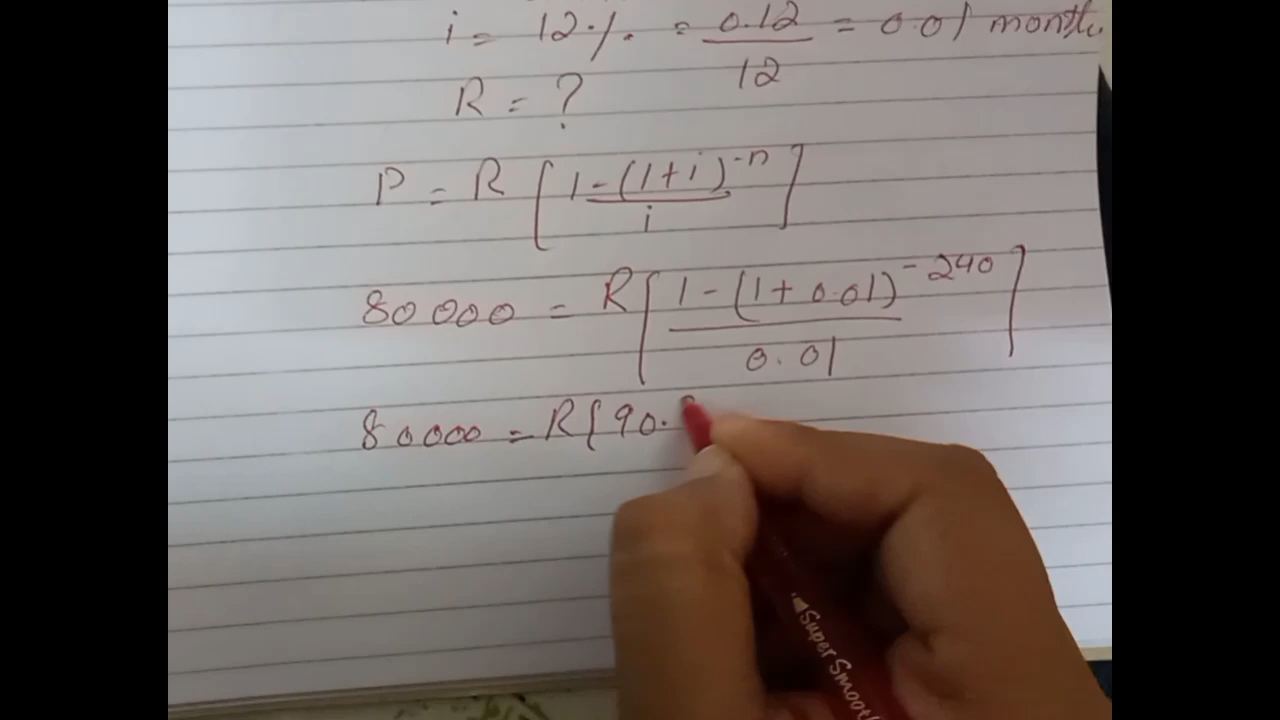 i = 12 %. = 0.12 / 12 = 0.01 month.
R = ?
P = R [1-(1+i)^-n / i]
80000 = R [1-(1+0.01)^-240 / 0.01]
80000 = R [90.
Super Smooth